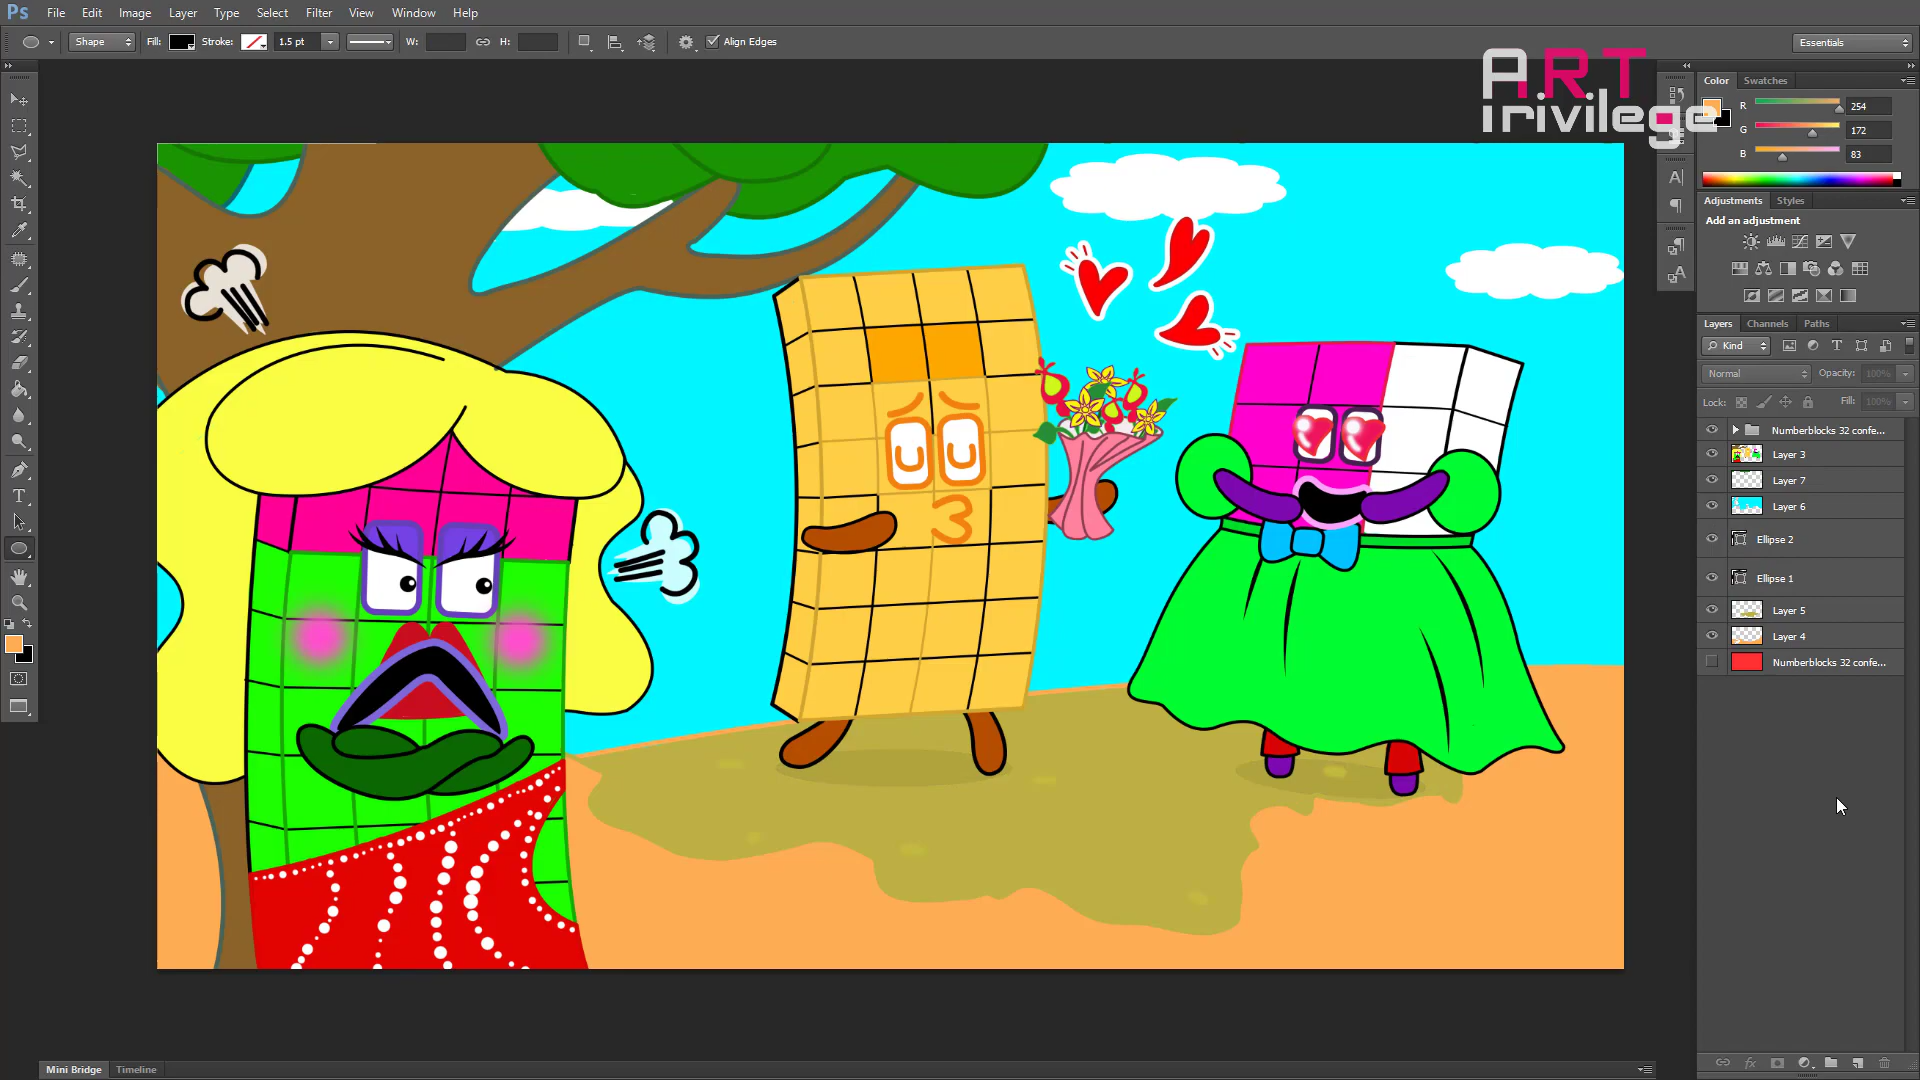 Ps File Edit Image Layer Type Select Filter View Window Help
Shape Fill: Stroke: 1.5 pt W: H: Align Edges Essentials
ART
irivilege
Color Swatches
R 254
G 172
B 83
Adjustments Styles
Add an adjustment
Layers Channels Paths
Kind
Normal Opacity: 100%
Lock: Fill: 100%
Numberblocks 32 confe...
Layer 3
Layer 7
Layer 6
Ellipse 2
Ellipse 1
Layer 5
Layer 4
Numberblocks 32 confe...
Mini Bridge Timeline